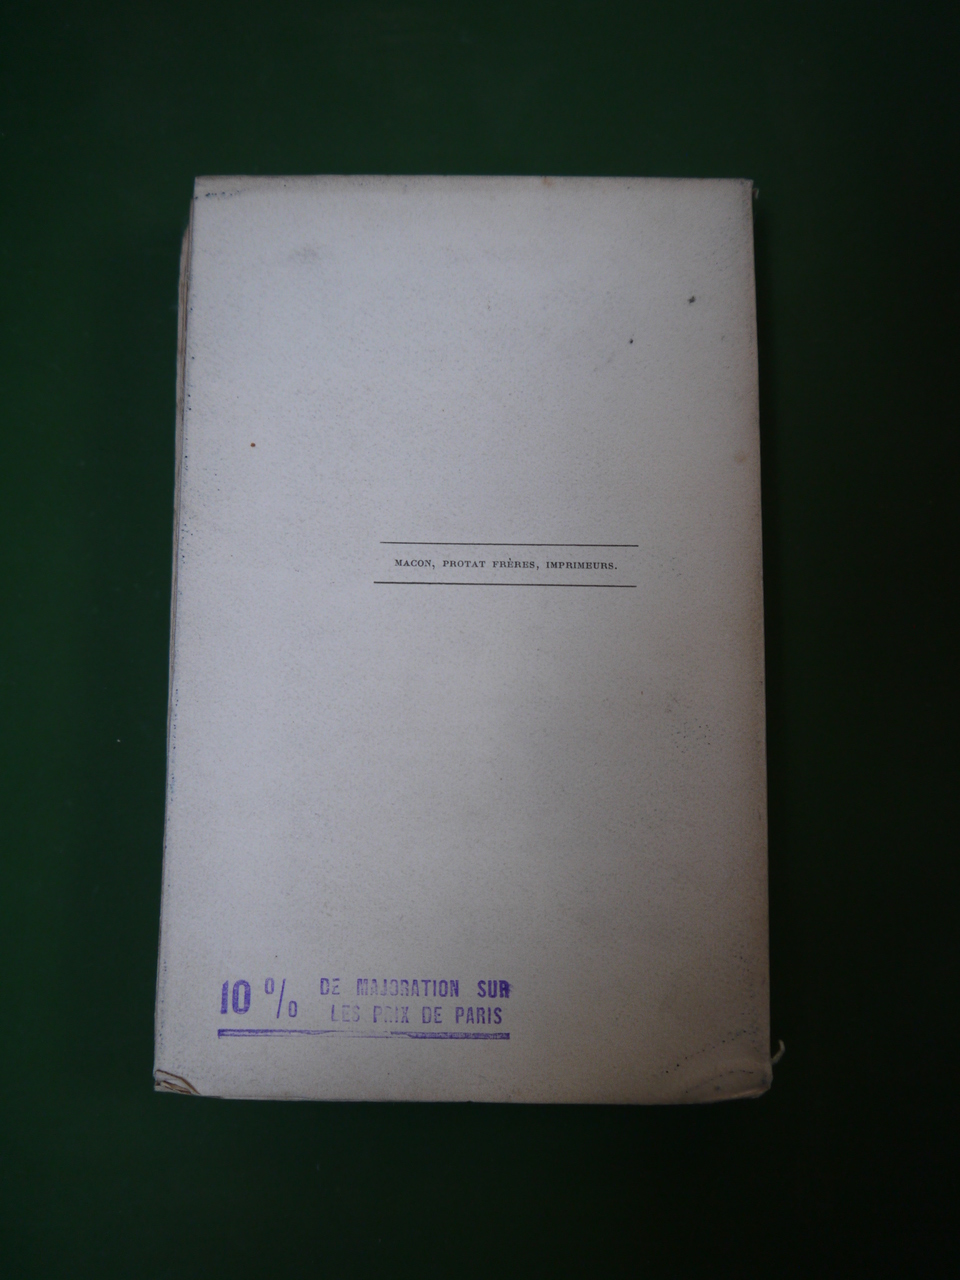 MACON, PROTAT FRÈRES, IMPRIMEURS.
10 % DE MAJORATION SUR
LES PRIX DE PARIS